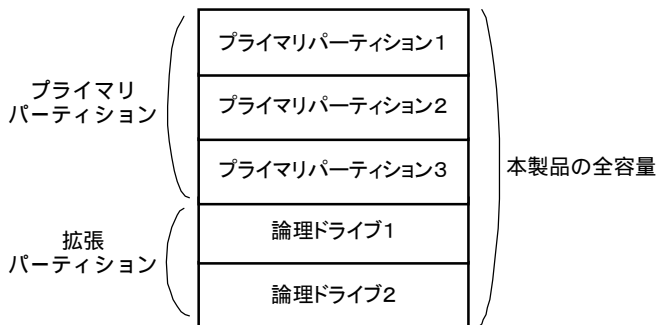 プライマリ
パーティション
プライマリパーティション1
プライマリパーティション2
プライマリパーティション3
拡張
パーティション
論理ドライブ1
論理ドライブ2
本製品の全容量